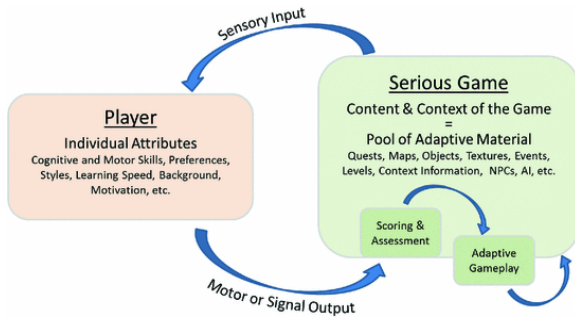 Sensory Input
Player
Individual Attributes
Cognitive and Motor Skills, Preferences,
Styles, Learning Speed, Background,
Motivation, etc.
Serious Game
Content & Context of the Game
=
Pool of Adaptive Material
Quests, Maps, Objects, Textures, Events,
Levels, Context Information, NPCs, AI, etc.
Scoring &
Assessment
Adaptive
Gameplay
Motor or Signal Output